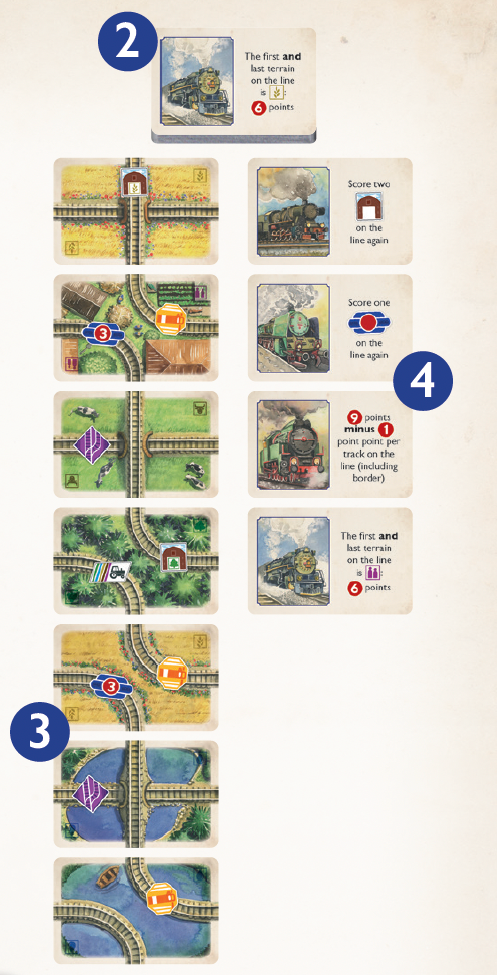 2
The first and
last terrain
on the line
is :
6 points
Score two
on the
line again
3
Score one
on the
line again
4
9 points
minus 1
point point per
track on the
line (including
border)
The first and
last terrain
on the line
is :
6 points
3
3